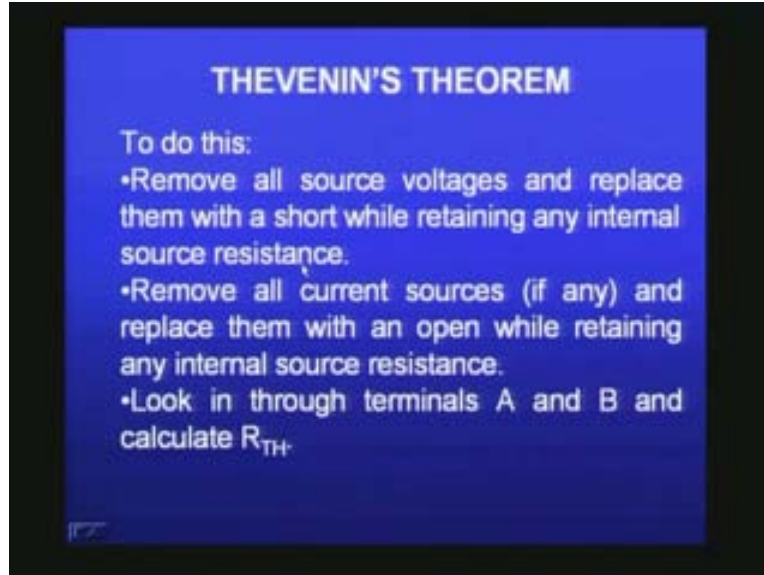 THEVENIN'S THEOREM
To do this:
•Remove all source voltages and replace
them with a short while retaining any internal
source resistance.
•Remove all current sources (if any) and
replace them with an open while retaining
any internal source resistance.
•Look in through terminals A and B and
calculate RTH.